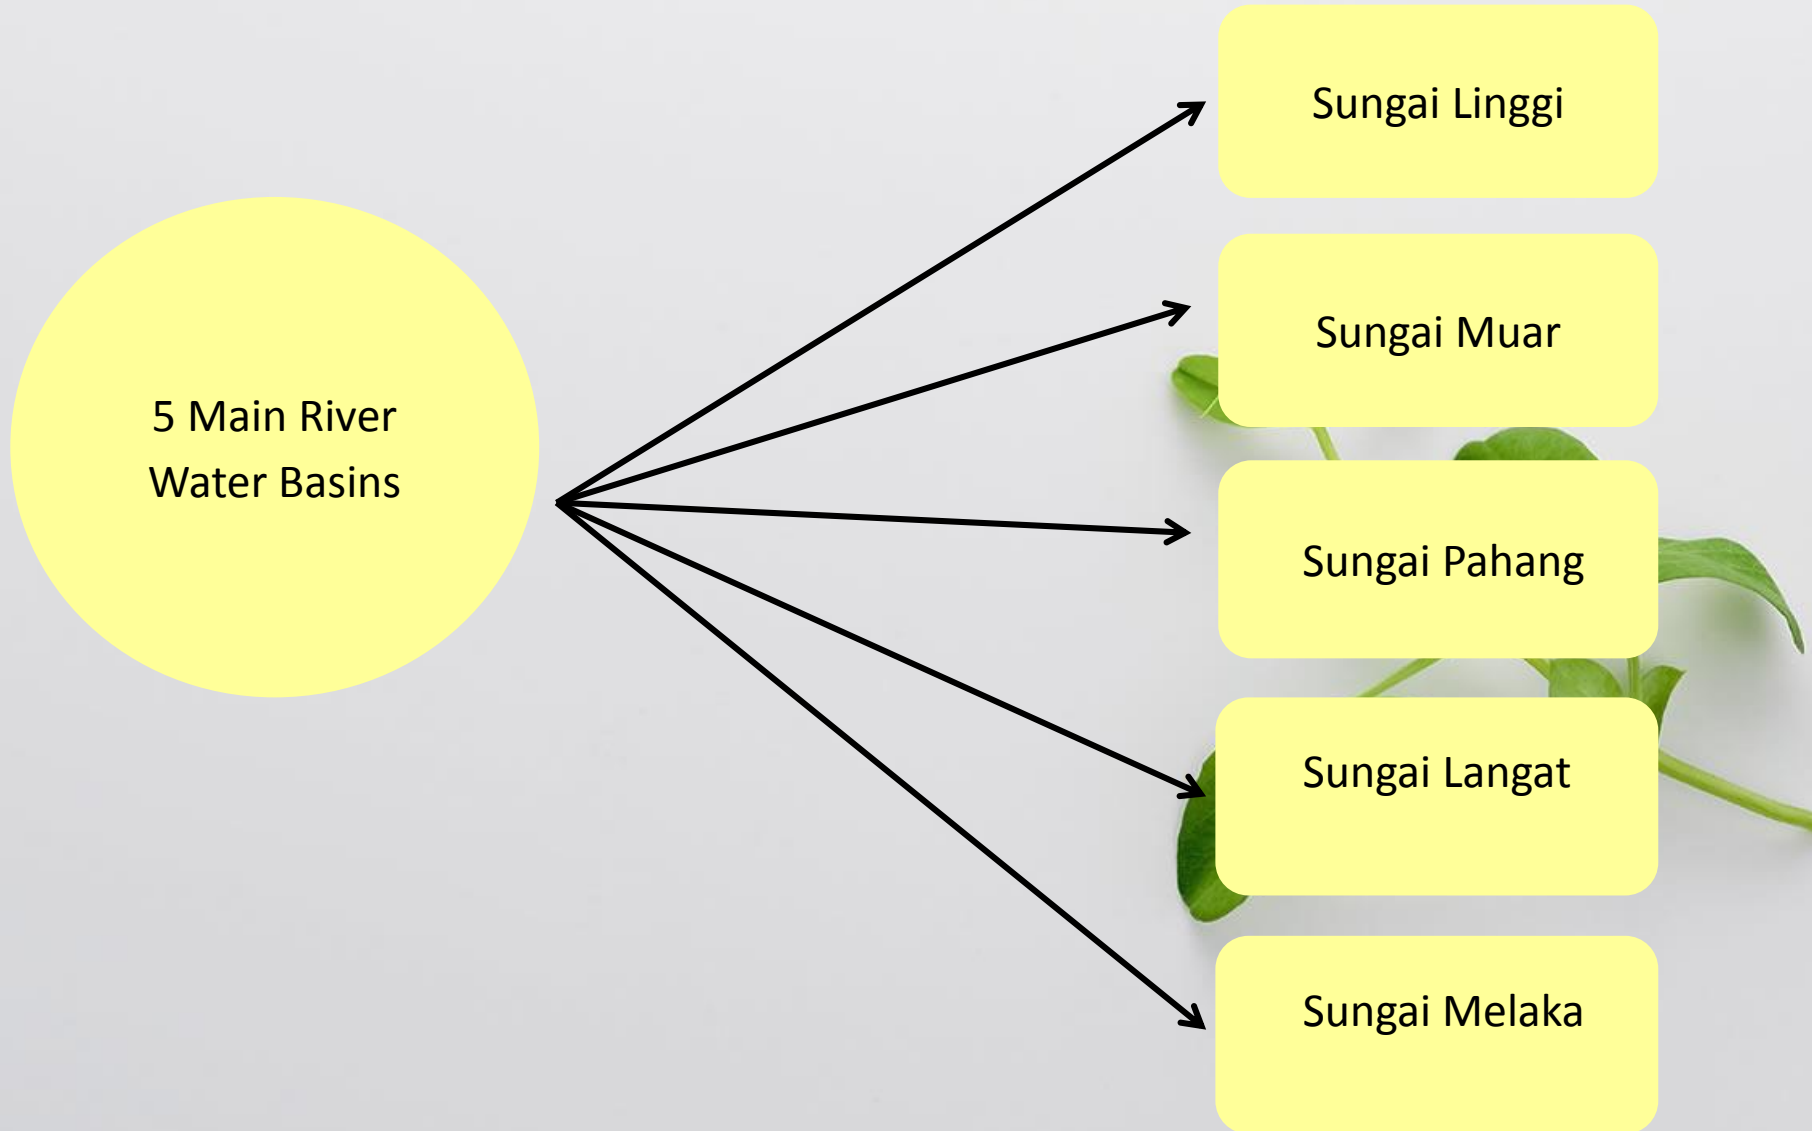 5 Main River
Water Basins
Sungai Linggi
Sungai Muar
Sungai Pahang
Sungai Langat
Sungai Melaka